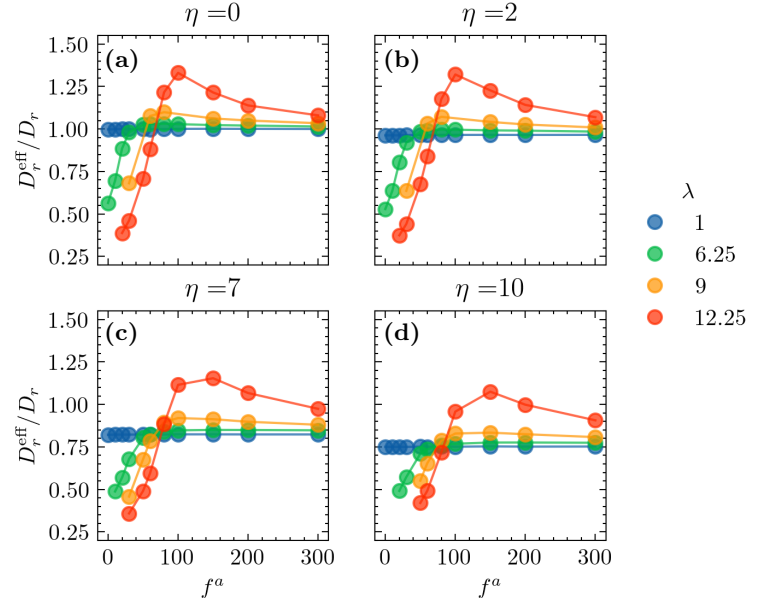 η =0 η =2
(a) (b)
1.50
1.25
1.00
0.75
0.50
0.25
D_r^eff/D_r
λ
1
6.25
9
12.25
η =7 η =10
(c) (d)
1.50
1.25
1.00
0.75
0.50
0.25
D_r^eff/D_r
0 100 200 300 0 100 200 300
f^a f^a